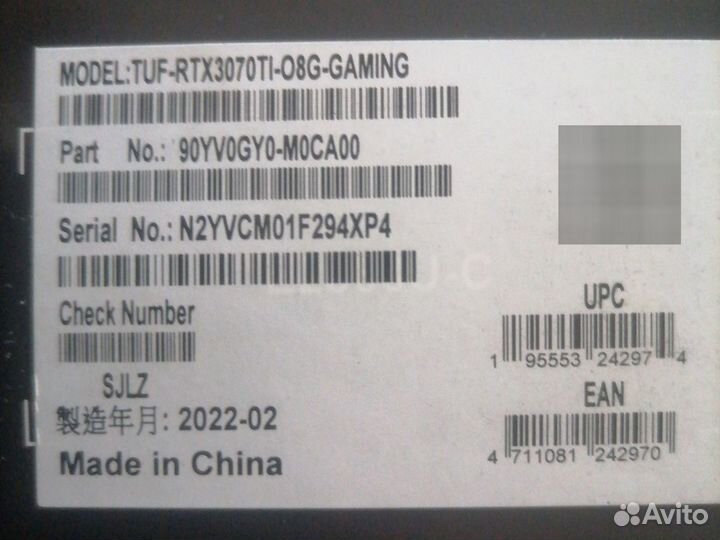 MODEL:TUF-RTX3070TI-O8G-GAMING
Part No.: 90YV0GY0-M0CA00
Serial No.: N2YVCM01F294XP4
Check Number
SJLZ
製造年月: 2022-02
Made in China
UPC
1 95553 24297 4
EAN
4 711081 242970
Avito